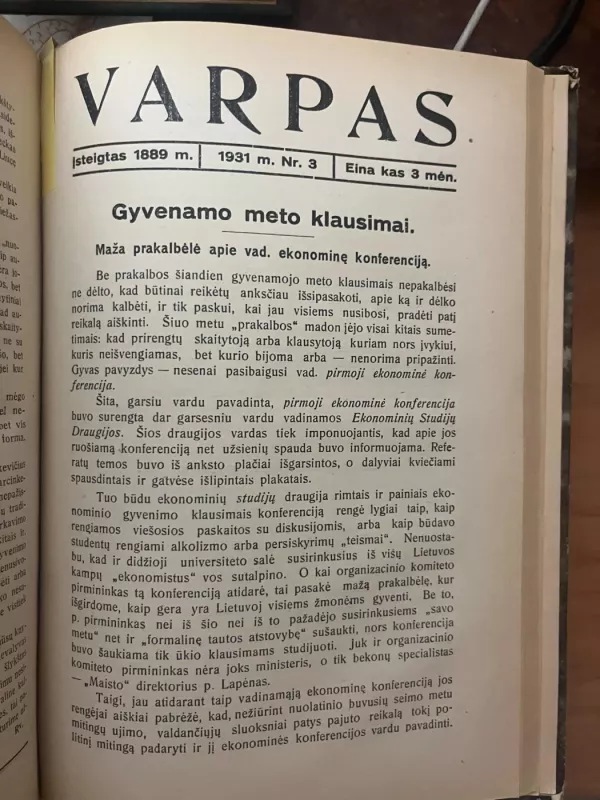 VARPAS.
Įsteigtas 1889 m. 1931 m. Nr. 3 Eina kas 3 mėn.
Gyvenamo meto klausimai.
Maža prakalbėlė apie vad. ekonominę konferenciją.
Be prakalbos šiandien gyvenamojo meto klausimais nepakalbėsi
ne dėlto, kad būtinai reikėtų anksčiau išsipasakoti, apie ką ir dėlko
norima kalbėti, ir tik paskui, kai jau visiems nusibosi, pradėti patį
reikalą aiškinti. Šiuo metu „prakalbos“ madon įėjo visai kitais sume-
timais: kad prirengtų skaitytoją arba klausytoją kuriam nors įvykiui,
kuris neišvengiamas, bet kurio bijoma arba — nenorima pripažinti.
Gyvas pavyzdys — nesenai pasibaigusi vad. pirmoji ekonominė kon-
ferencija.
Šita, garsiu vardu pavadinta, pirmoji ekonominė konferencija
buvo surengta dar garsesniu vardu vadinamos Ekonominių Studijų
Draugijos. Šios draugijos vardas tiek imponuojantis, kad apie jos
ruošiamą konferenciją net užsienių spauda buvo informuojama. Refe-
ratų temos buvo iš anksto plačiai išgarsintos, o dalyviai kviečiami
spausdintais ir gatvėse išlipintais plakatais.
Tuo būdu ekonominių studijų draugija rimtais ir painiais eko-
nominio gyvenimo klausimais konferenciją rengė lygiai taip, kaip
rengiamos viešosios paskaitos su diskusijomis, arba kaip būdavo
studentų rengiami alkolizmo arba persiskyrimų „teismai“. Nenuosta-
bu, kad ir didžioji universiteto salė susirinkusius iš višų Lietuvos
kampų „ekonomistus“ vos sutalpino. O kai organizacinio komiteto
pirmininkas tą konferenciją atidarė, tai pasakė mažą prakalbėlę, kur
išgirdome, kaip gera yra Lietuvoj visiems žmonėms gyventi. Be to,
p. pirmininkas nei iš šio nei iš to pažadėjo susirinkusiems „savo
metu“ net ir „formalinę tautos atstovybę“ sušaukti, nors konferencija
buvo šaukiama tik ūkio klausimams studijuoti. Juk ir organizacinio
komiteto pirmininkas nėra joks ministeris, o tik bekonų specialistas
— „Maisto“ direktorius p. Lapėnas.
Taigi, jau atidarant taip vadinamąją ekonominę konferenciją jos
rengėjai aiškiai pabrėžė, kad, nežiūrint nuolatinio buvusių seimo metu
mitingų ujimo, valdančiųjų sluoksniai patys pajuto reikalą tokį po-
litinį mitingą padaryti ir jį ekonominės konferencijos vardu pavadinti.